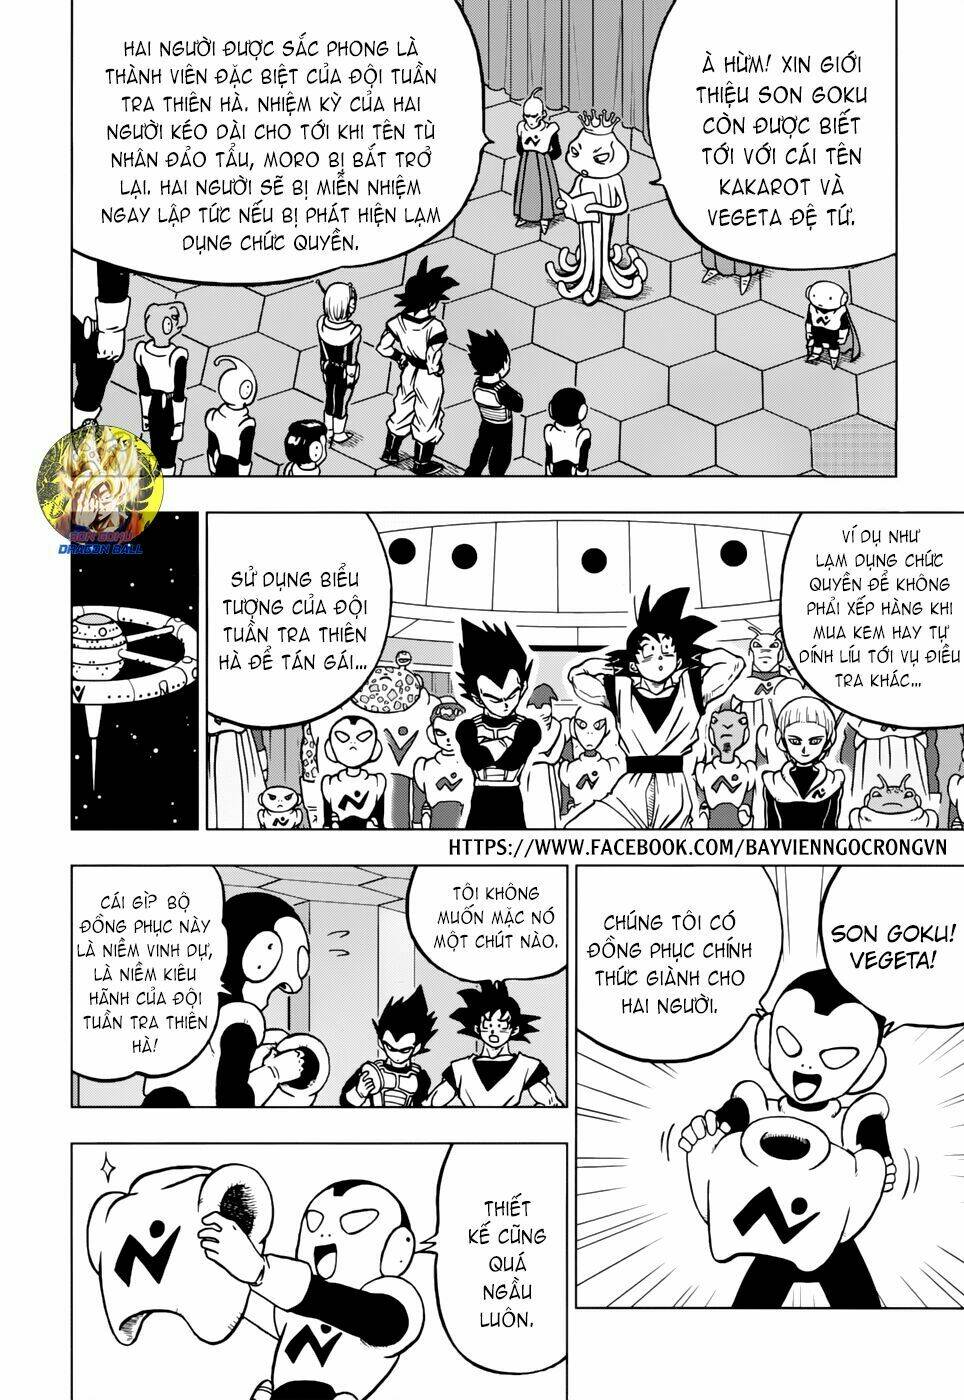 À HỪM! XIN GIỚI
THIỆU SON GOKU
CÒN ĐƯỢC BIẾT
TỚI VỚI CÁI TÊN
KAKAROT VÀ
VEGETA ĐỆ TỨ.
HAI NGƯỜI ĐƯỢC SẮC PHONG LÀ
THÀNH VIÊN ĐẶC BIỆT CỦA ĐỘI TUẦN
TRA THIÊN HÀ. NHIỆM KỲ CỦA HAI
NGƯỜI KÉO DÀI CHO TỚI KHI TÊN TÙ
NHÂN ĐẢO TẨU, MORO BỊ BẮT TRỞ
LẠI. HAI NGƯỜI SẼ BỊ MIỄN NHIỆM
NGAY LẬP TỨC NẾU BỊ PHÁT HIỆN LẠM
DỤNG CHỨC QUYỀN.
SON GOKU
DRAGON BALL
VÍ DỤ NHƯ
LẠM DỤNG CHỨC
QUYỀN ĐỂ KHÔNG
PHẢI XẾP HÀNG KHI
MUA KEM HAY TỰ
DÍNH LÍU TỚI VỤ ĐIỀU
TRA KHÁC...
SỬ DỤNG BIỂU
TƯỢNG CỦA ĐỘI
TUẦN TRA THIÊN
HÀ ĐỂ TÁN GÁI...
HTTPS://WWW.FACEBOOK.COM/BAYVIENNGOCRONGVN
SON GOKU!
VEGETA!
CHÚNG TÔI CÓ
ĐỒNG PHỤC CHÍNH
THỨC GIÀNH CHO
HAI NGƯỜI.
TÔI KHÔNG
MUỐN MẶC NÓ
MỘT CHÚT NÀO.
CÁI GÌ? BỘ
ĐỒNG PHỤC NÀY
LÀ NIỀM VINH DỰ,
LÀ NIỀM KIÊU
HÃNH CỦA ĐỘI
TUẦN TRA THIÊN
HÀ!
THIẾT
KẾ CŨNG
QUÁ
NGẦU
LUÔN.